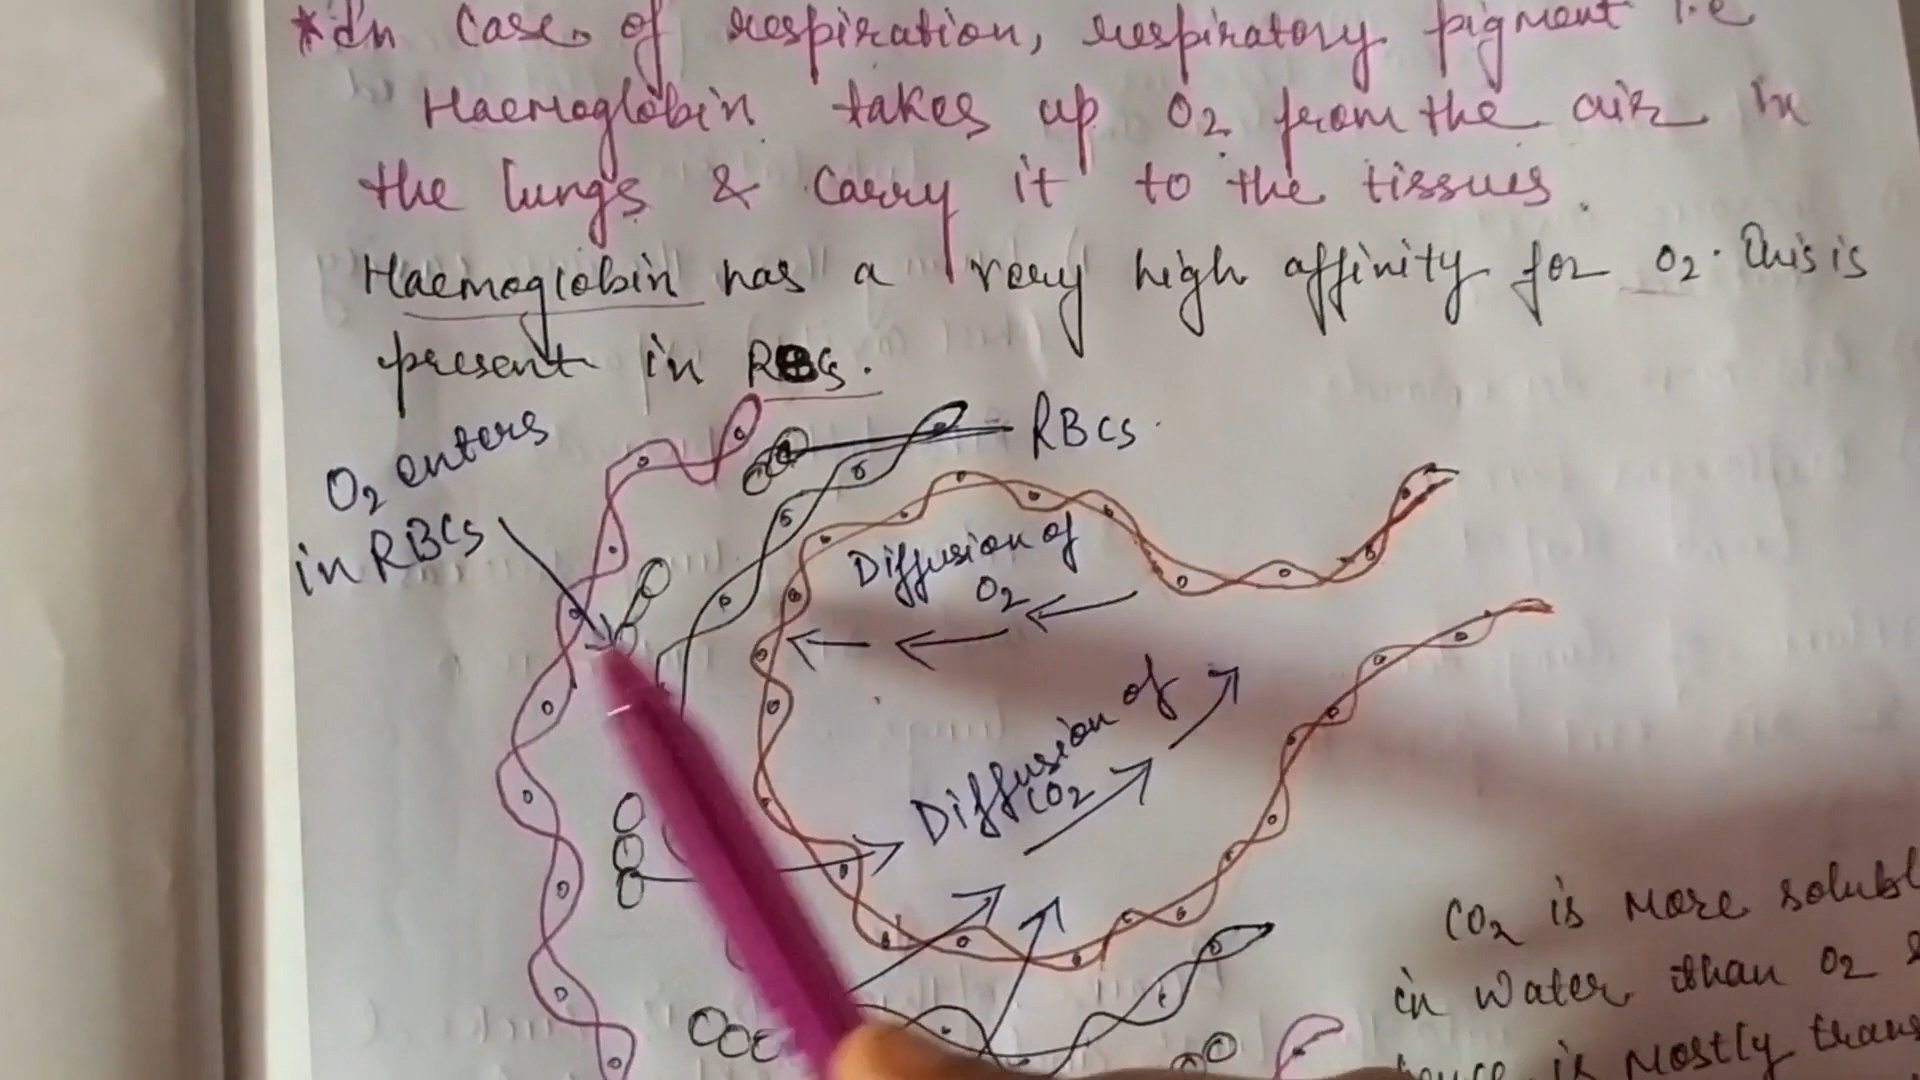 *In case of respiration, respiratory pigment i.e
Haemoglobin takes up O2 from the air in
the lungs & carry it to the tissues.
Haemoglobin has a very high affinity for O2. This is
present in RBCs.
O2 enters
in RBCs
RBCs
Diffusion of
O2
Diffusion of
CO2
CO2 is more solubl
in water than O2 &
hence is mostly trans